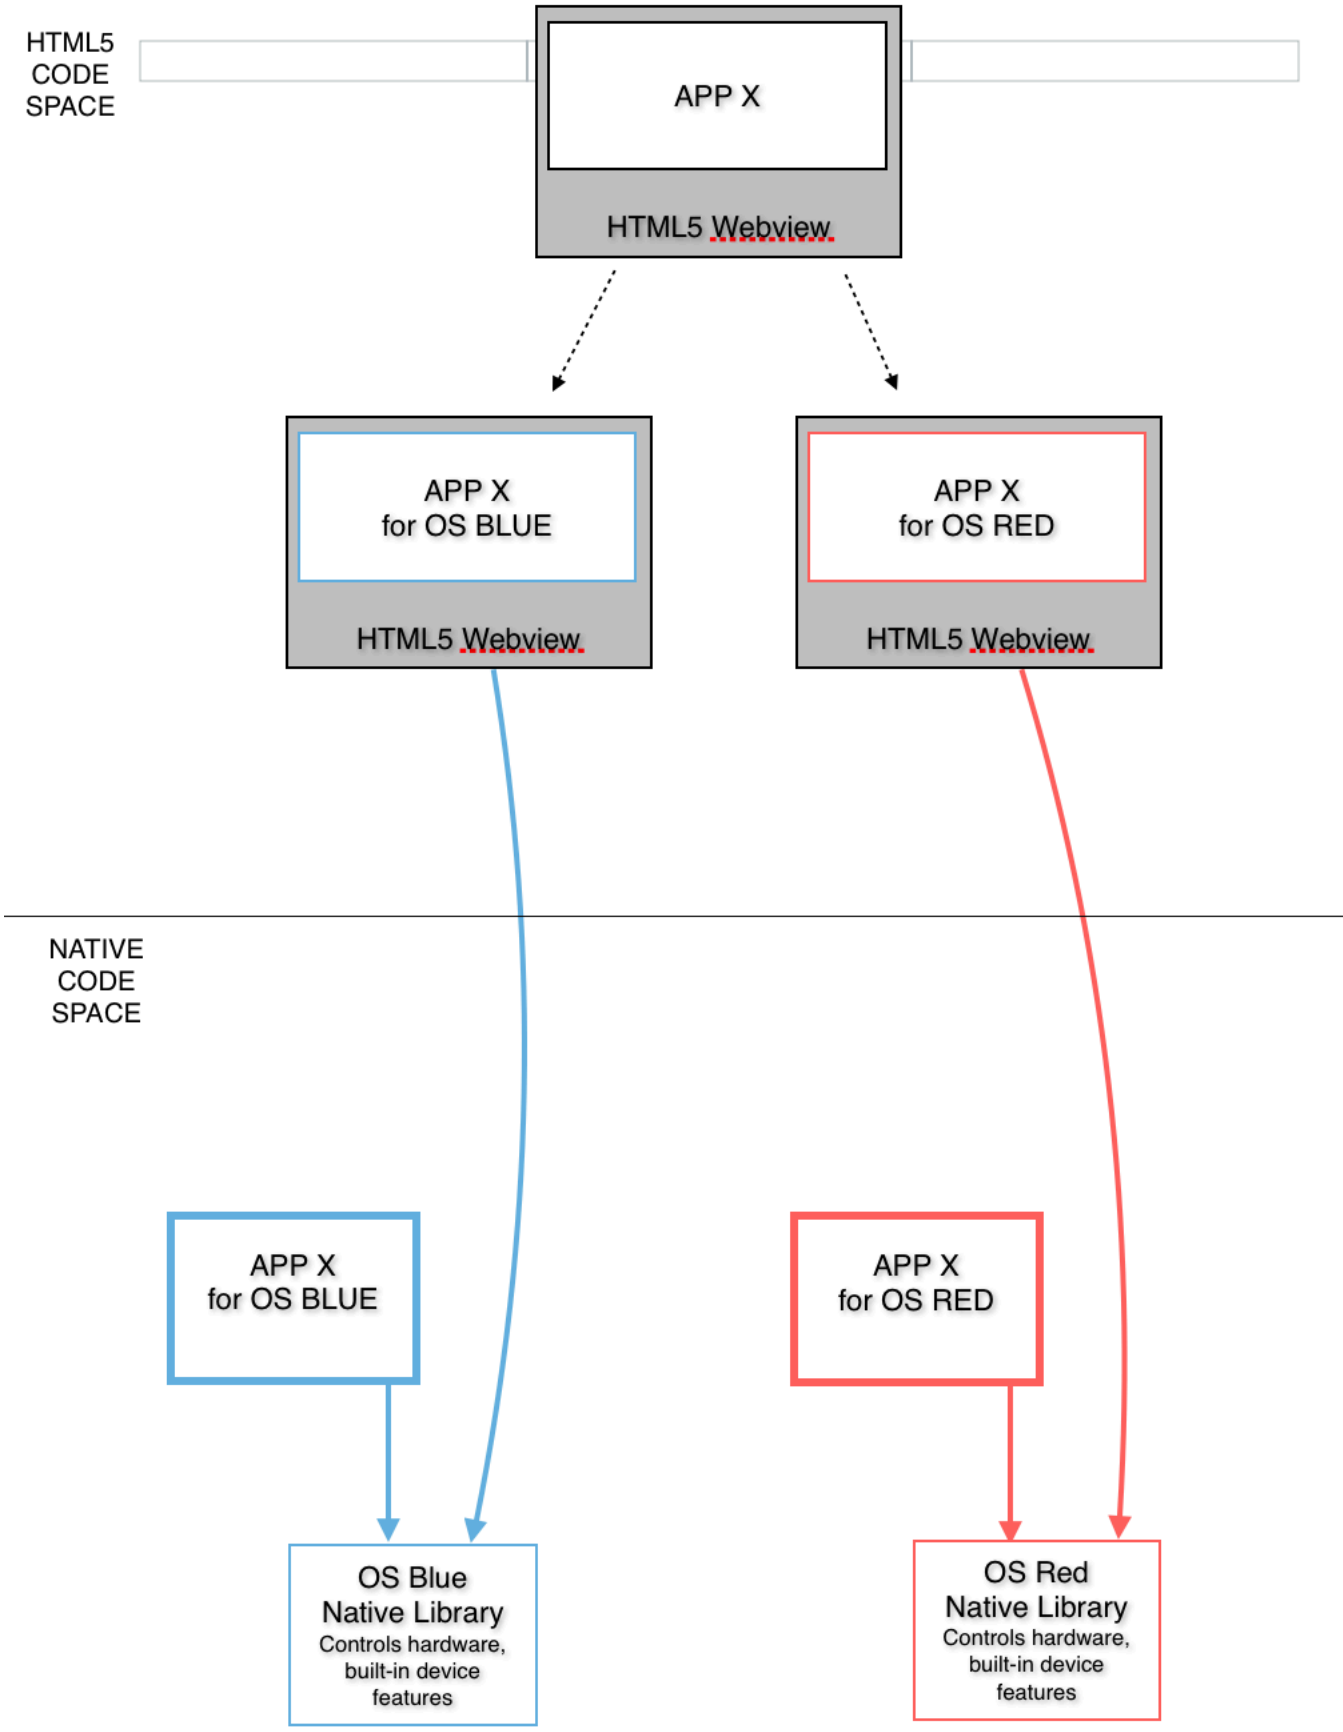 HTML5
CODE
SPACE
APP X
HTML5 Webview
APP X
for OS BLUE
HTML5 Webview
APP X
for OS RED
HTML5 Webview
NATIVE
CODE
SPACE
APP X
for OS BLUE
APP X
for OS RED
OS Blue
Native Library
Controls hardware,
built-in device
features
OS Red
Native Library
Controls hardware,
built-in device
features